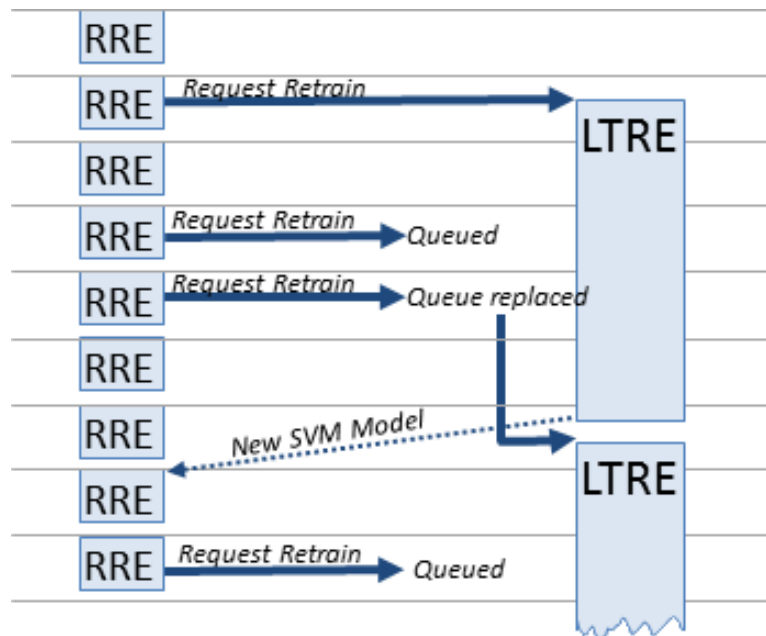 RRE
RRE Request Retrain
LTRE
RRE
RRE Request Retrain Queued
RRE Request Retrain Queue replaced
RRE
RRE New SVM Model
RRE
LTRE
RRE Request Retrain Queued